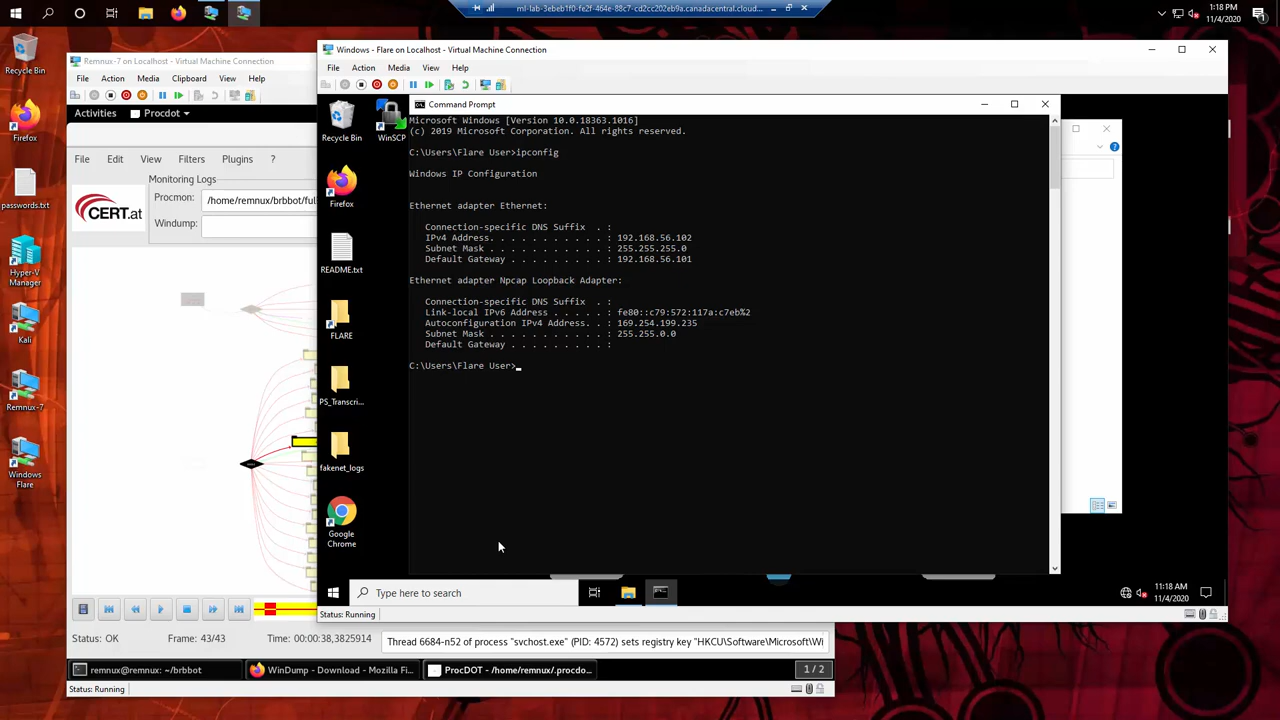 ml-lab-3ebeb1f0-fe2f-464e-88c7-cd2cc202eb9a.canadacentral.cloud...
1:18 PM
11/4/2020
Recycle Bin
Firefox
passwords.txt
Hyper-V
Manager
Kali
Remnux-7
Windows
Flare
Remnux-7 on Localhost - Virtual Machine Connection
File Action Media Clipboard View Help
Activities Procdot
File Edit View Filters Plugins ?
CERT.at
Monitoring Logs
Procmon: /home/remnux/brbbot/ful
Windump:
Status: OK Frame: 43/43 Time: 00:00:38,3825914 Thread 6684-n52 of process "svchost.exe" (PID: 4572) sets registry key "HKCU\Software\Microsoft\Wi
remnux@remnux: ~/brbbot
WinDump - Download - Mozilla Fi...
ProcDOT - /home/remnux/.procdo...
1 / 2
Status: Running
Windows - Flare on Localhost - Virtual Machine Connection
File Action Media View Help
Recycle Bin
WinSCP
Firefox
README.txt
FLARE
PS_Transcri...
fakenet_logs
Google
Chrome
Command Prompt
Microsoft Windows [Version 10.0.18363.1016]
(c) 2019 Microsoft Corporation. All rights reserved.
C:\Users\Flare User>ipconfig
Windows IP Configuration
Ethernet adapter Ethernet:
Connection-specific DNS Suffix . :
IPv4 Address. . . . . . . . . . . : 192.168.56.102
Subnet Mask . . . . . . . . . . . : 255.255.255.0
Default Gateway . . . . . . . . . : 192.168.56.101
Ethernet adapter Npcap Loopback Adapter:
Connection-specific DNS Suffix . :
Link-local IPv6 Address . . . . . : fe80::c79:572:117a:c7eb%2
Autoconfiguration IPv4 Address. . : 169.254.199.235
Subnet Mask . . . . . . . . . . . : 255.255.0.0
Default Gateway . . . . . . . . . :
C:\Users\Flare User>
Type here to search
11:18 AM
11/4/2020
Status: Running